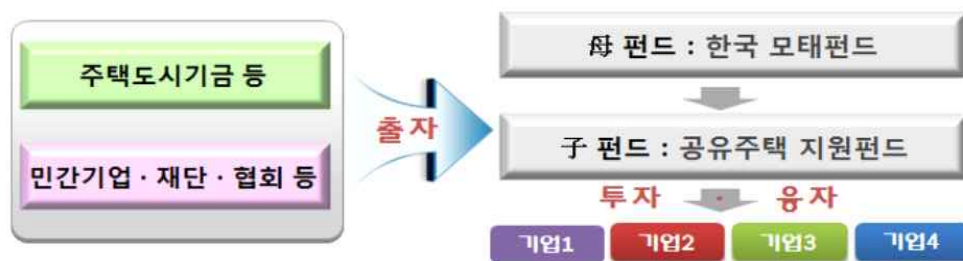 주택도시기금 등
민간기업 · 재단 · 협회 등
출자
母 펀드 : 한국 모태펀드
子 펀드 : 공유주택 지원펀드
투자 · 융자
기업1 기업2 기업3 기업4